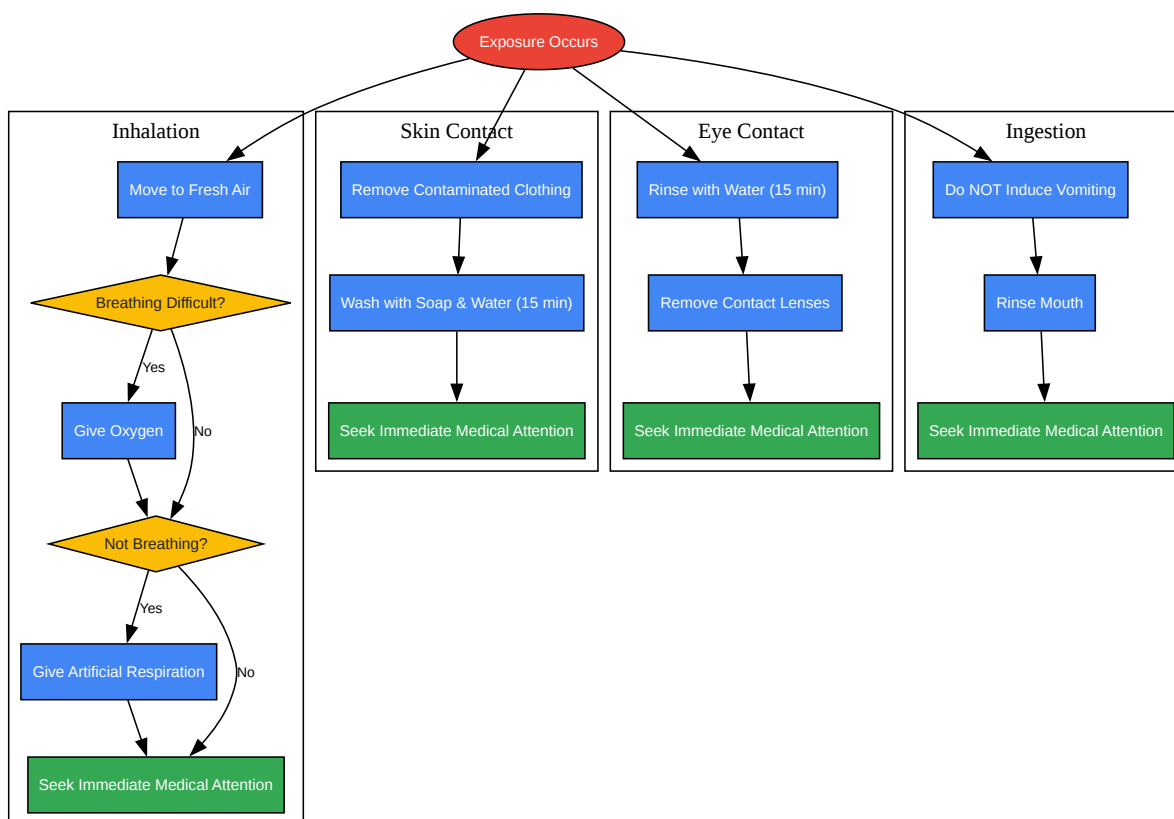 Exposure Occurs
Inhalation
Move to Fresh Air
Breathing Difficult?
Yes
No
Give Oxygen
Not Breathing?
Yes
No
Give Artificial Respiration
Seek Immediate Medical Attention
Skin Contact
Remove Contaminated Clothing
Wash with Soap & Water (15 min)
Seek Immediate Medical Attention
Eye Contact
Rinse with Water (15 min)
Remove Contact Lenses
Seek Immediate Medical Attention
Ingestion
Do NOT Induce Vomiting
Rinse Mouth
Seek Immediate Medical Attention